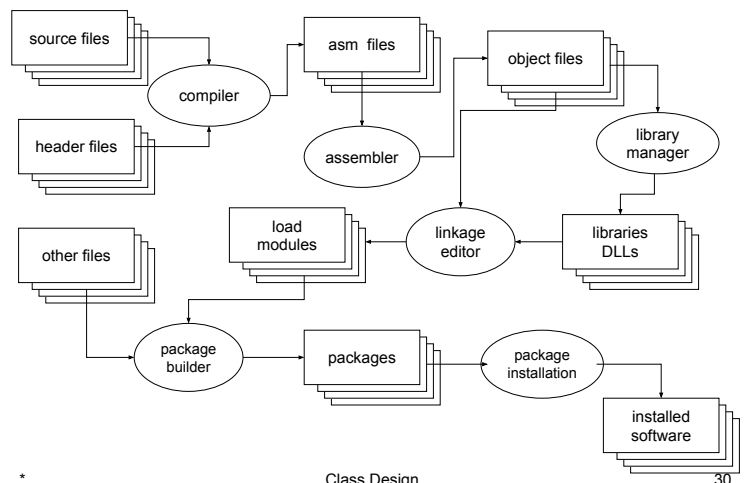 source files
compiler
asm files
object files
header files
assembler
library
manager
other files
load
modules
linkage
editor
libraries
DLLs
package
builder
packages
package
installation
installed
software
*
Class Design
30